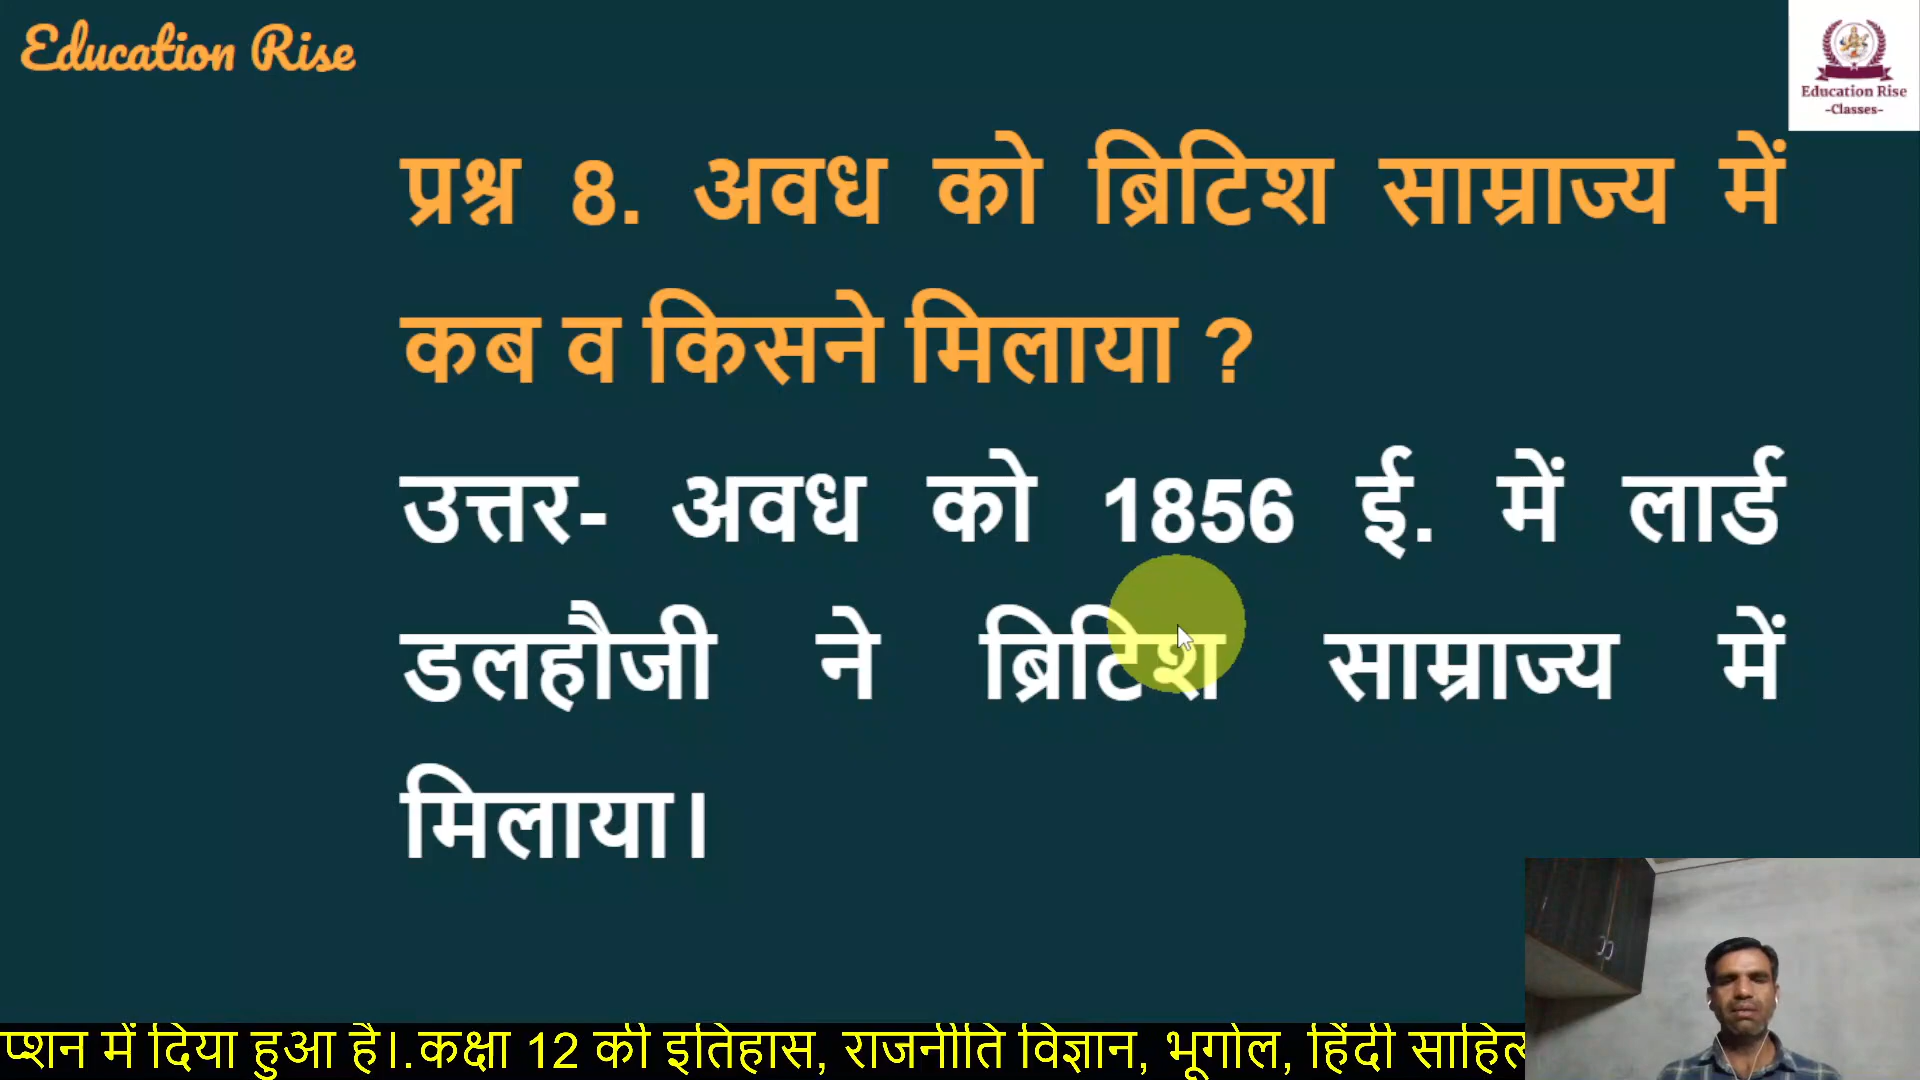 Education Rise
Education Rise
-Classes-
प्रश्न 8. अवध को ब्रिटिश साम्राज्य में
कब व किसने मिलाया ?
उत्तर- अवध को 1856 ई. में लार्ड
डलहौजी ने ब्रिटिश साम्राज्य में
मिलाया।
प्शन में दिया हुआ है।.कक्षा 12 की इतिहास, राजनीति विज्ञान, भूगोल, हिंदी